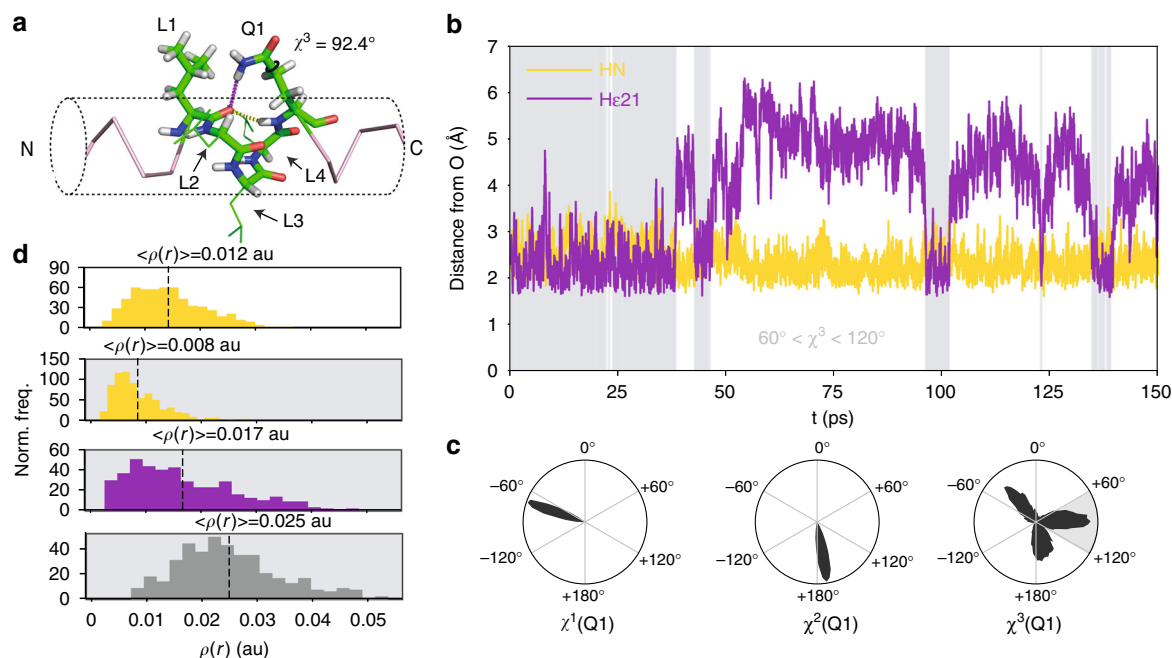 a
L1
Q1
χ³ = 92.4°
N
C
L2
L4
L3
b
7
6
5
4
3
2
1
0
Distance from O (Å)
HN
Hε21
60° < χ³ < 120°
0
25
50
75
100
125
150
t (ps)
d
<ρ(r)>=0.012 au
90
60
30
0
<ρ(r)>=0.008 au
150
100
50
0
<ρ(r)>=0.017 au
60
40
20
0
<ρ(r)>=0.025 au
40
20
0
Norm. freq.
0
0.01
0.02
0.03
0.04
0.05
ρ(r) (au)
c
0°
–60°
+60°
–120°
+120°
+180°
χ¹(Q1)
0°
–60°
+60°
–120°
+120°
+180°
χ²(Q1)
0°
–60°
+60°
–120°
+120°
+180°
χ³(Q1)